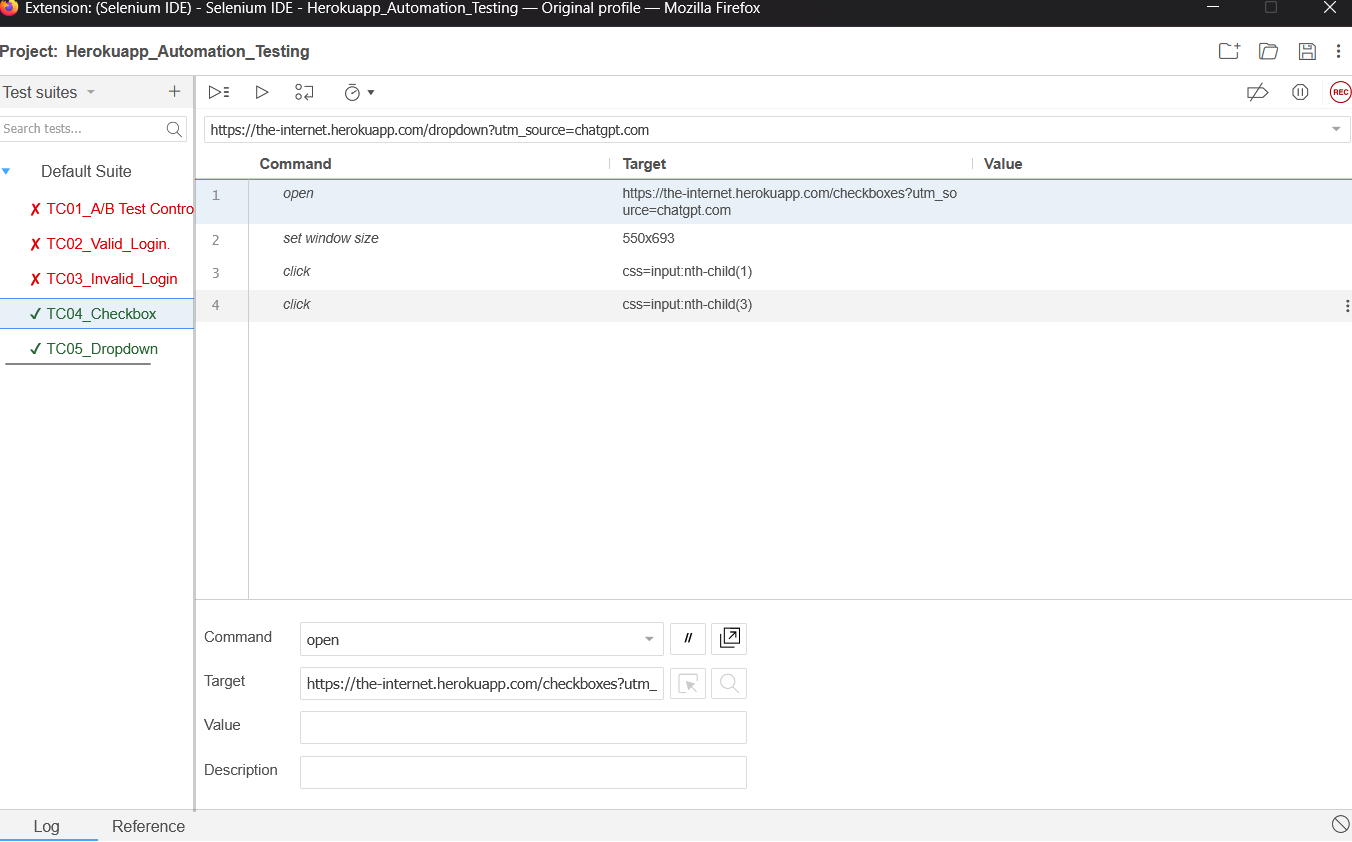 Extension: (Selenium IDE) - Selenium IDE - Herokuapp_Automation_Testing — Original profile — Mozilla Firefox
Project: Herokuapp_Automation_Testing
Test suites
REC
Search tests...
https://the-internet.herokuapp.com/dropdown?utm_source=chatgpt.com
Command Target Value
Default Suite
TC01_A/B Test Contro
TC02_Valid_Login.
TC03_Invalid_Login
TC04_Checkbox
TC05_Dropdown
1 open https://the-internet.herokuapp.com/checkboxes?utm_so
urce=chatgpt.com
2 set window size 550x693
3 click css=input:nth-child(1)
4 click css=input:nth-child(3)
Command open //
Target https://the-internet.herokuapp.com/checkboxes?utm_
Value
Description
Log Reference